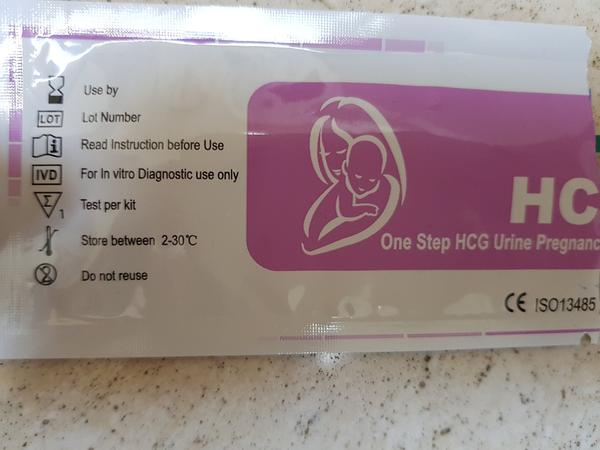 Use by
LOT Lot Number
Read Instruction before Use
IVD For In vitro Diagnostic use only
Σ 1 Test per kit
Store between 2-30℃
2 Do not reuse
HC
One Step HCG Urine Pregnanc
CE ISO13485